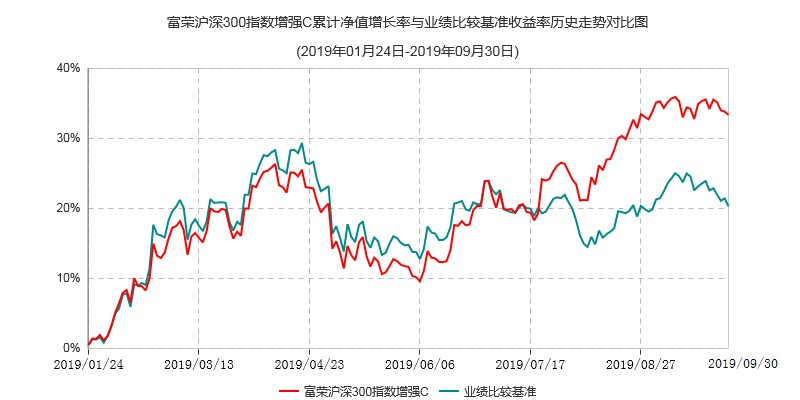 富荣沪深300指数增强C累计净值增长率与业绩比较基准收益率历史走势对比图
(2019年01月24日-2019年09月30日)
40%
30%
20%
10%
0%
2019/01/24 2019/03/13 2019/04/23 2019/06/06 2019/07/17 2019/08/27 2019/09/30
富荣沪深300指数增强C 业绩比较基准